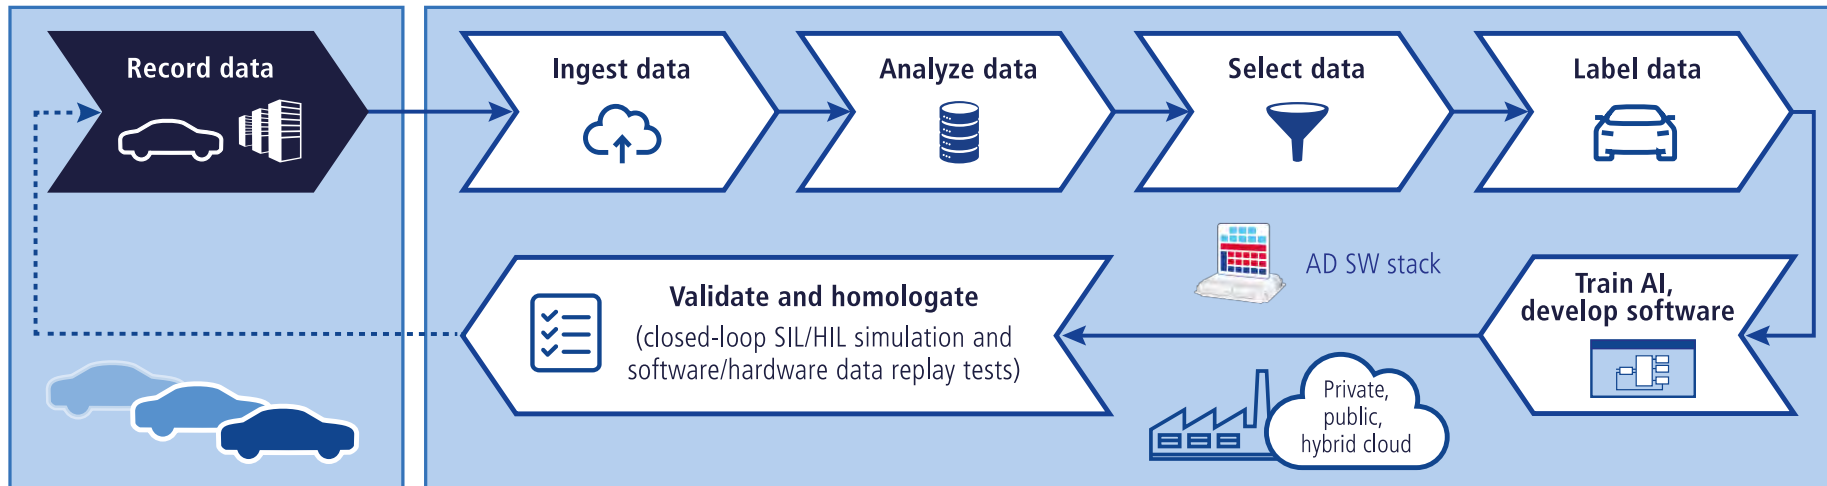 Record data
Ingest data
Analyze data
Select data
Label data
AD SW stack
Train AI,
develop software
Validate and homologate
(closed-loop SIL/HIL simulation and
software/hardware data replay tests)
Private,
public,
hybrid cloud